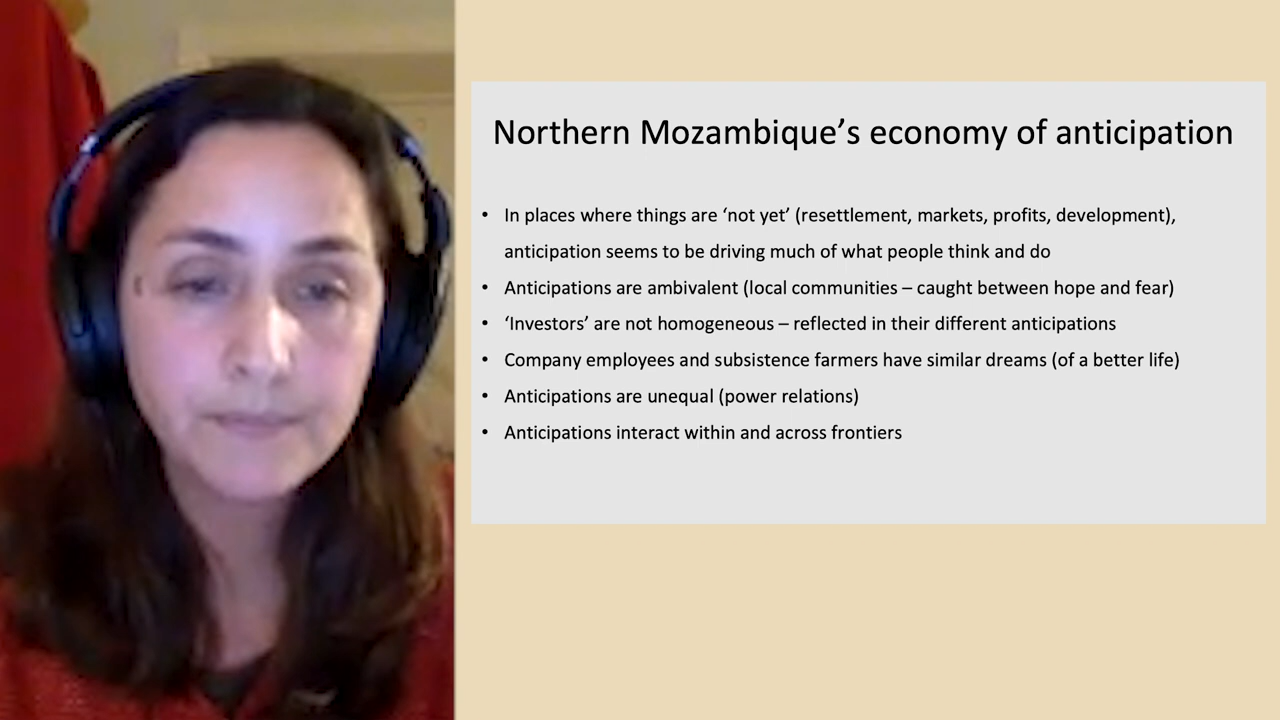 Northern Mozambique’s economy of anticipation
• In places where things are ‘not yet’ (resettlement, markets, profits, development),
anticipation seems to be driving much of what people think and do
• Anticipations are ambivalent (local communities – caught between hope and fear)
• ‘Investors’ are not homogeneous – reflected in their different anticipations
• Company employees and subsistence farmers have similar dreams (of a better life)
• Anticipations are unequal (power relations)
• Anticipations interact within and across frontiers